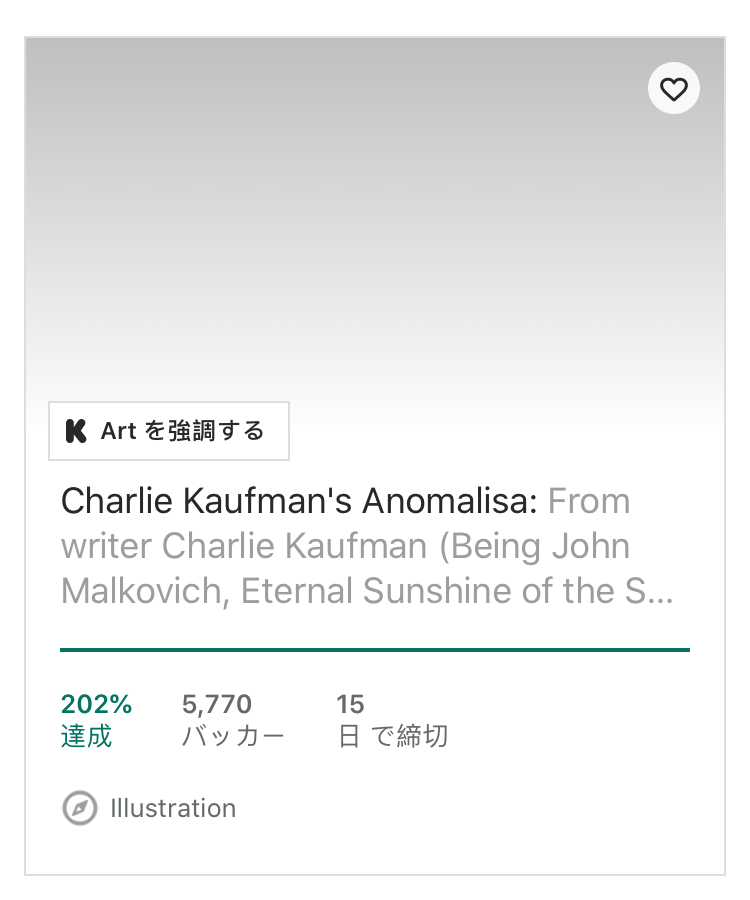 Art を強調する
Charlie Kaufman's Anomalisa: From
writer Charlie Kaufman (Being John
Malkovich, Eternal Sunshine of the S...
202% 5,770 15
達成 バッカー 日 で締切
Illustration